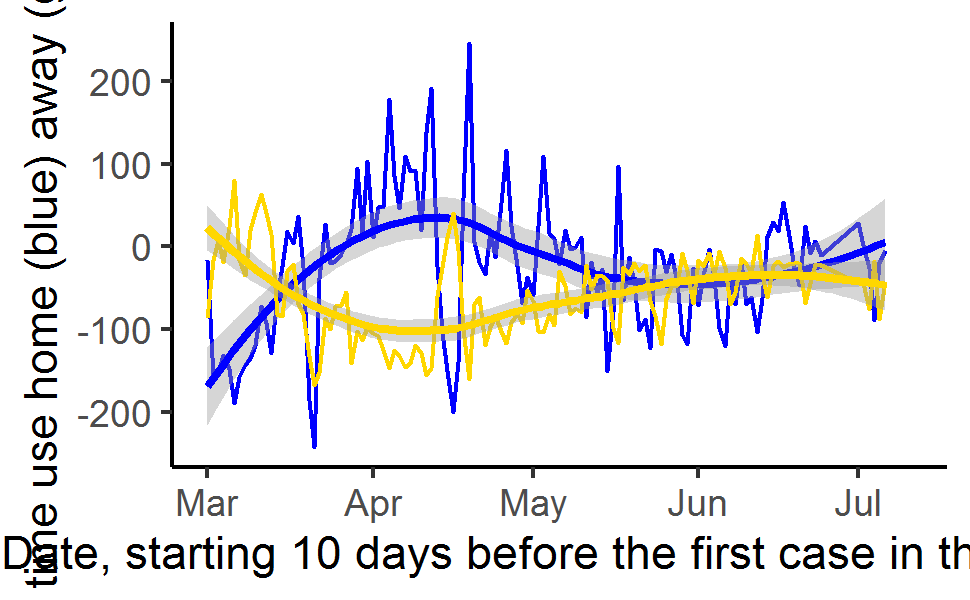 time use home (blue) away (
200
100
0
-100
-200
Mar Apr May Jun Jul
Date, starting 10 days before the first case in th